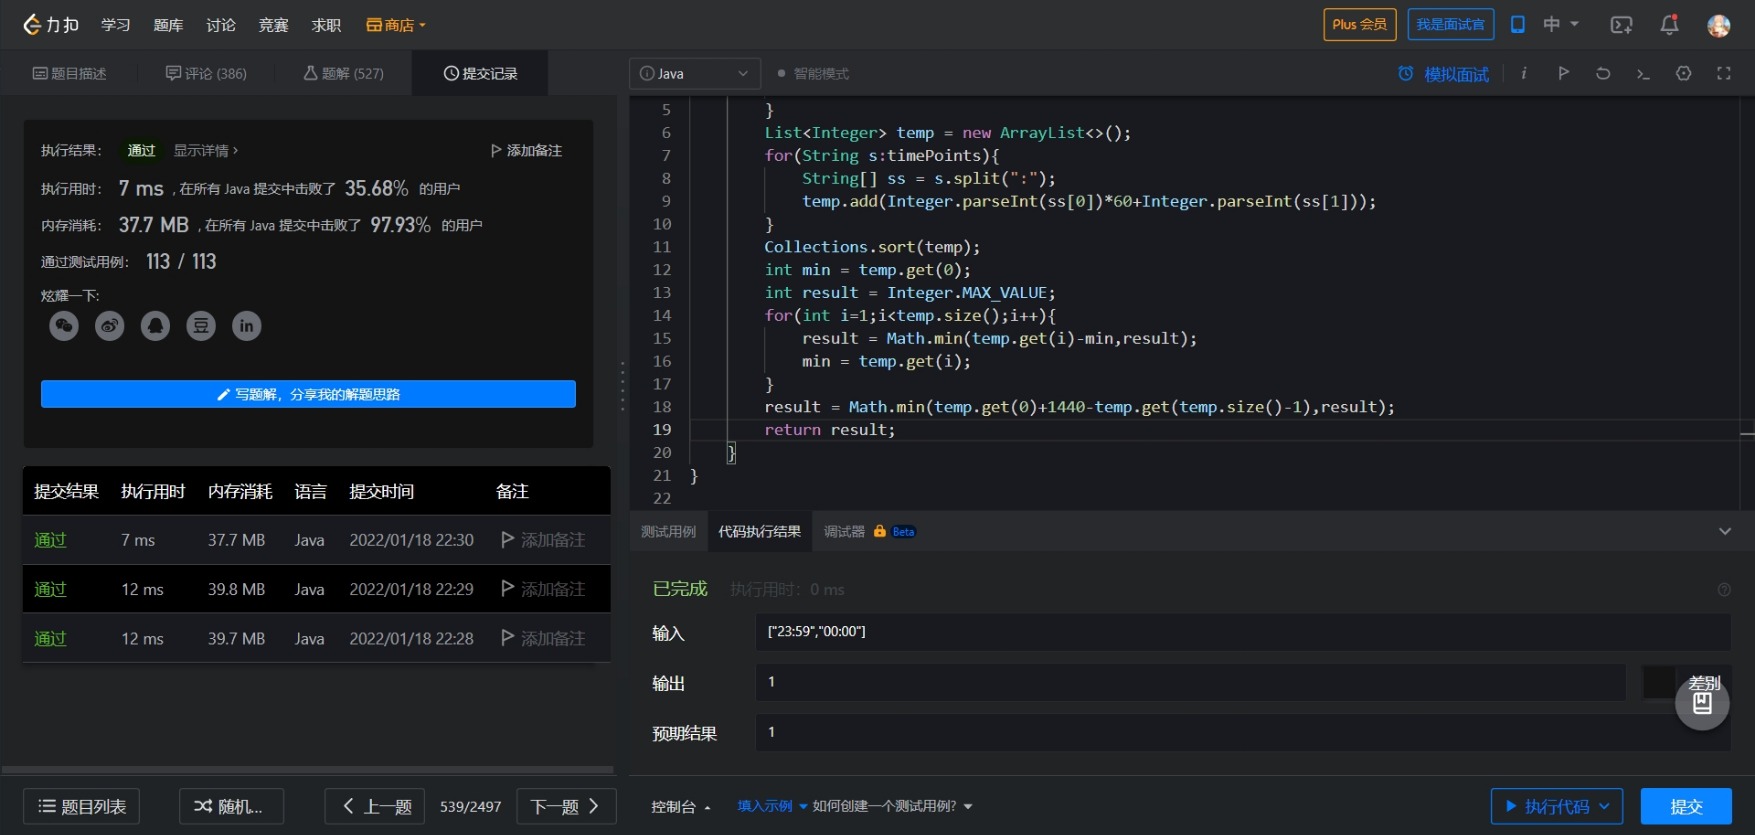 力扣 学习 题库 讨论 竞赛 求职 商店 Plus 会员 我是面试官 中
题目描述 评论 (386) 题解 (527) 提交记录
执行结果: 通过 显示详情 > 添加备注
执行用时: 7 ms , 在所有 Java 提交中击败了 35.68% 的用户
内存消耗: 37.7 MB , 在所有 Java 提交中击败了 97.93% 的用户
通过测试用例: 113 / 113
炫耀一下:
写题解，分享我的解题思路
提交结果 执行用时 内存消耗 语言 提交时间 备注
通过 7 ms 37.7 MB Java 2022/01/18 22:30 添加备注
通过 12 ms 39.8 MB Java 2022/01/18 22:29 添加备注
通过 12 ms 39.7 MB Java 2022/01/18 22:28 添加备注
题目列表 随机... 上一题 539/2497 下一题
Java 智能模式 模拟面试
5 }
6 List<Integer> temp = new ArrayList<>();
7 for(String s:timePoints){
8 String[] ss = s.split(":");
9 temp.add(Integer.parseInt(ss[0])*60+Integer.parseInt(ss[1]));
10 }
11 Collections.sort(temp);
12 int min = temp.get(0);
13 int result = Integer.MAX_VALUE;
14 for(int i=1;i<temp.size();i++){
15 result = Math.min(temp.get(i)-min,result);
16 min = temp.get(i);
17 }
18 result = Math.min(temp.get(0)+1440-temp.get(temp.size()-1),result);
19 return result;
20 }
21 }
22
测试用例 代码执行结果 调试器 Beta
已完成 执行用时: 0 ms
输入 ["23:59","00:00"]
输出 1 差别
预期结果 1
控制台 填入示例 如何创建一个测试用例? 执行代码 提交